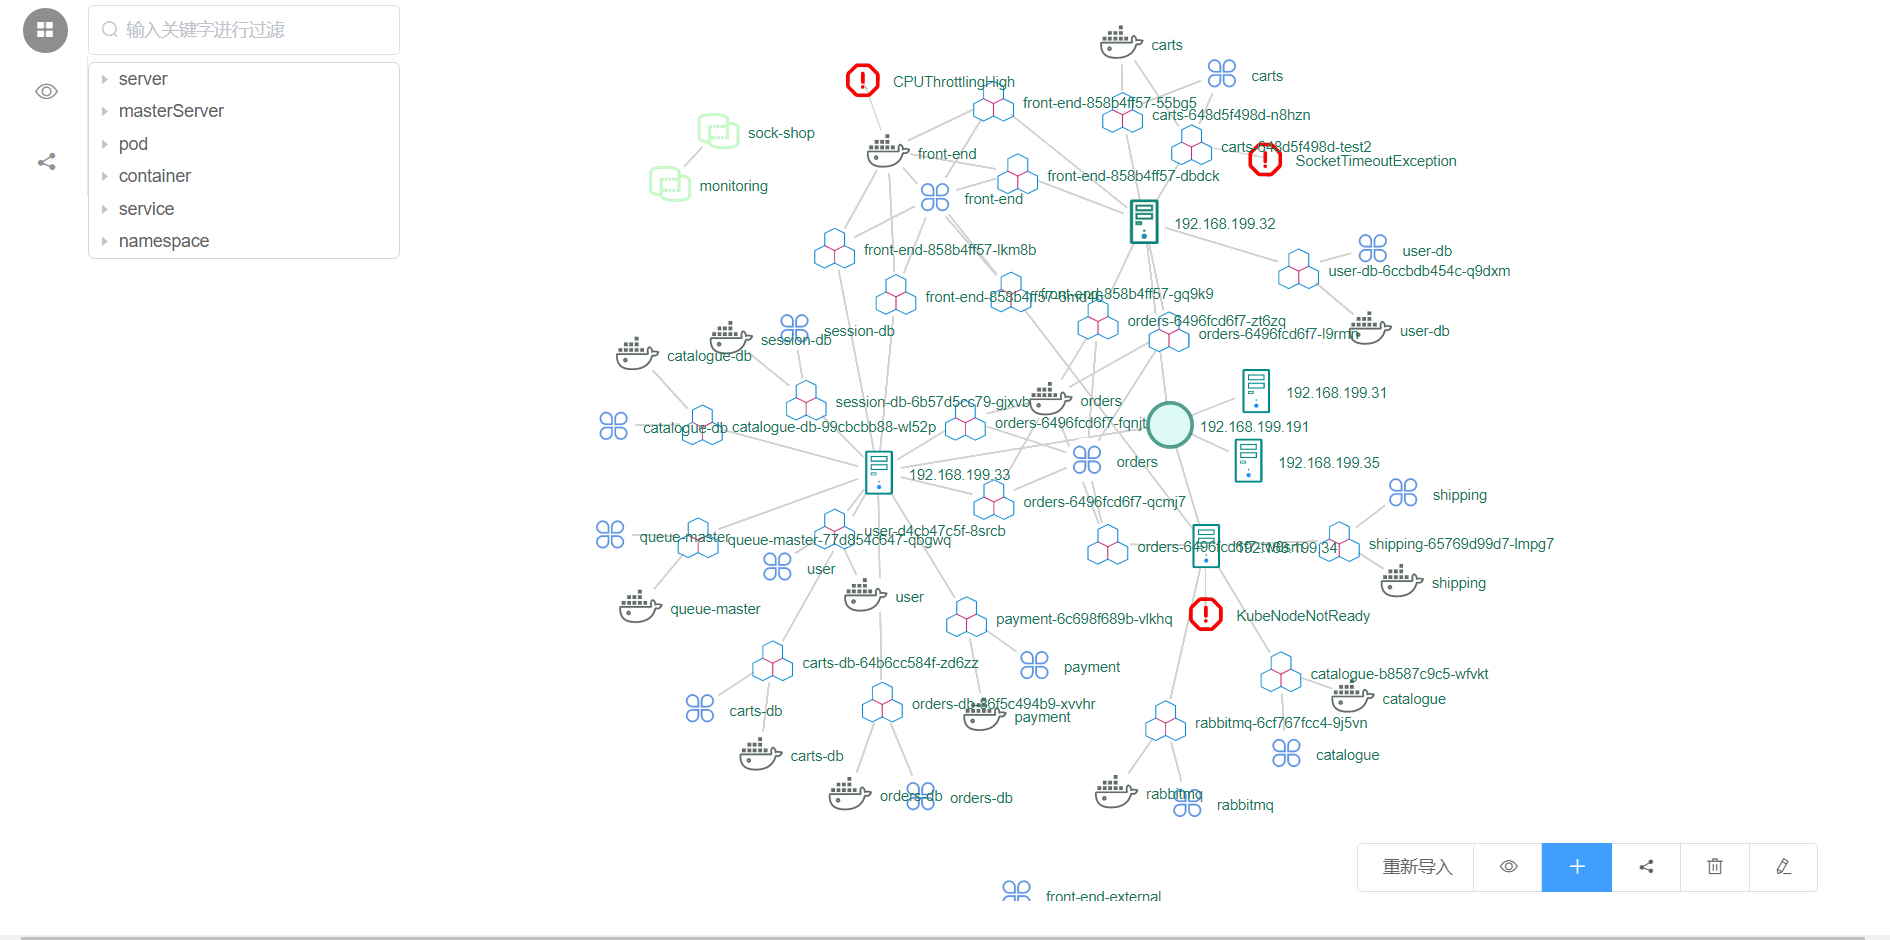 输入关键字进行过滤
server
masterServer
pod
container
service
namespace
carts
carts
CPUThrottlingHigh
front-end-858b4ff57-55bg5
carts-648d5f498d-n8hzn
sock-shop
carts-648d5f498d-test2
front-end
SocketTimeoutException
front-end-858b4ff57-dbdck
monitoring
front-end
192.168.199.32
front-end-858b4ff57-lkm8b
user-db
user-db-6ccbdb454c-q9dxm
front-end-858b4ff57-gq9k9
front-end-858b4ff57-6md46
orders-6496fcd6f7-zt6zq
session-db
user-db
orders-6496fcd6f7-l9rmn
session-db
catalogue-db
192.168.199.31
orders
session-db-6b57d5cc79-gjxvb
orders-6496fcd6f7-fqnjt
catalogue-db
catalogue-db-99cbcbb88-wl52p
192.168.199.191
orders
192.168.199.35
192.168.199.33
shipping
orders-6496fcd6f7-qcmj7
user-d4cb47c5f-8srcb
queue-master
queue-master-77d854c647-qbgwq
192.168.199.34
shipping-65769d99d7-lmpg7
user
shipping
user
queue-master
KubeNodeNotReady
payment-6c698f689b-vlkhq
carts-db-64b6cc584f-zd6zz
payment
catalogue-b8587c9c5-wfvkt
catalogue
orders-db-86f5c494b9-xvvhr
carts-db
payment
rabbitmq-6cf767fcc4-9j5vn
carts-db
catalogue
orders-db
orders-db
rabbitmq
rabbitmq
重新导入
front-end-external